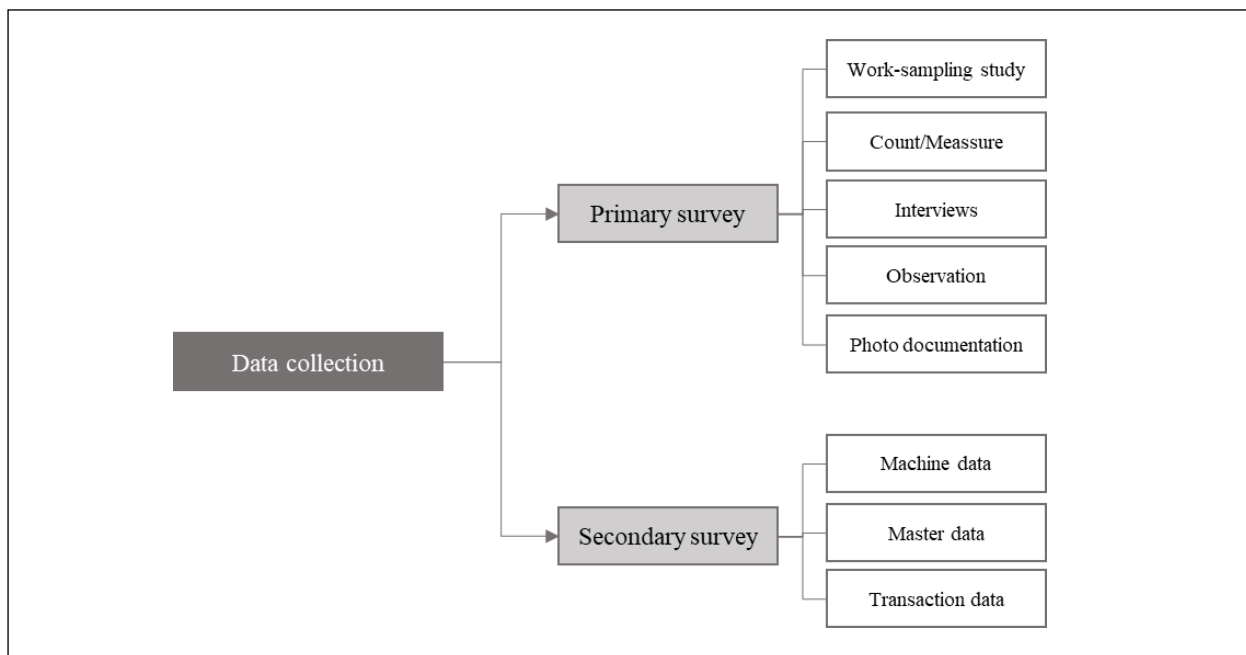 Data collection
Primary survey
Work-sampling study
Count/Meassure
Interviews
Observation
Photo documentation
Secondary survey
Machine data
Master data
Transaction data